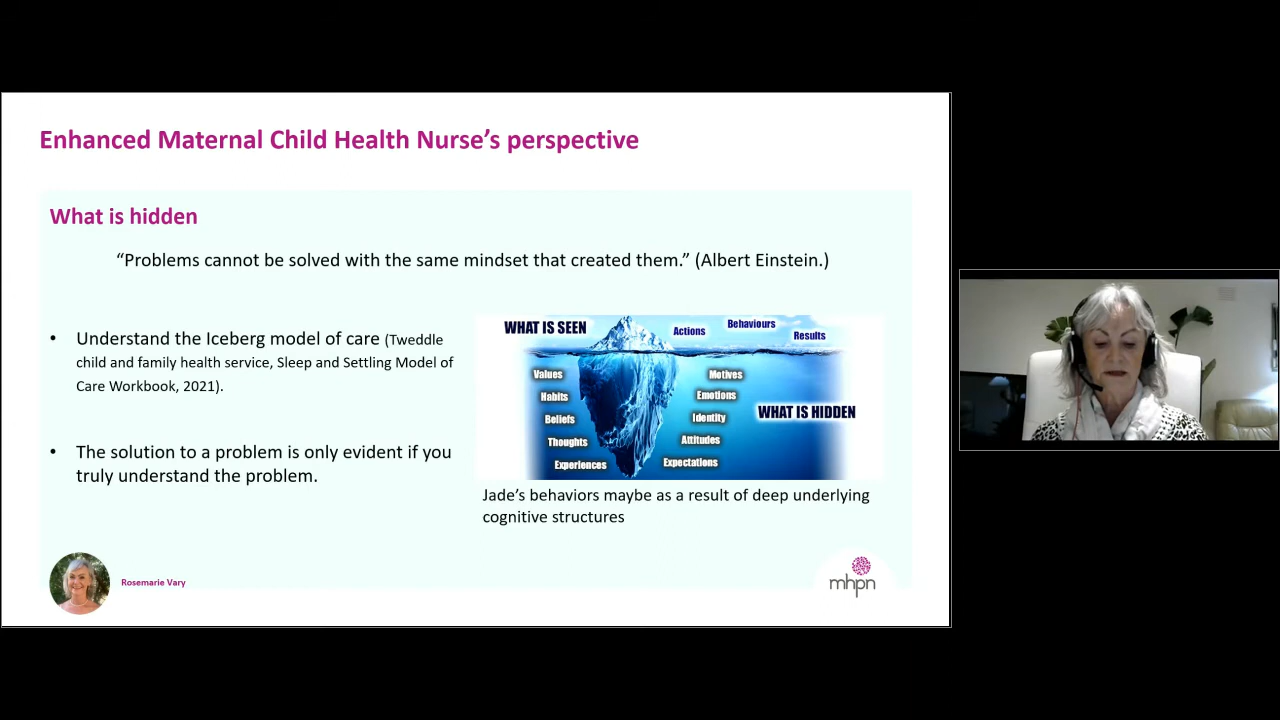 Enhanced Maternal Child Health Nurse’s perspective
What is hidden
“Problems cannot be solved with the same mindset that created them.” (Albert Einstein.)
• Understand the Iceberg model of care (Tweddle
child and family health service, Sleep and Settling Model of
Care Workbook, 2021).
• The solution to a problem is only evident if you
truly understand the problem.
WHAT IS SEEN
Actions
Behaviours
Results
Values
Habits
Beliefs
Thoughts
Experiences
Motives
Emotions
Identity
Attitudes
Expectations
WHAT IS HIDDEN
Jade’s behaviors maybe as a result of deep underlying
cognitive structures
Rosemarie Vary
mhpn